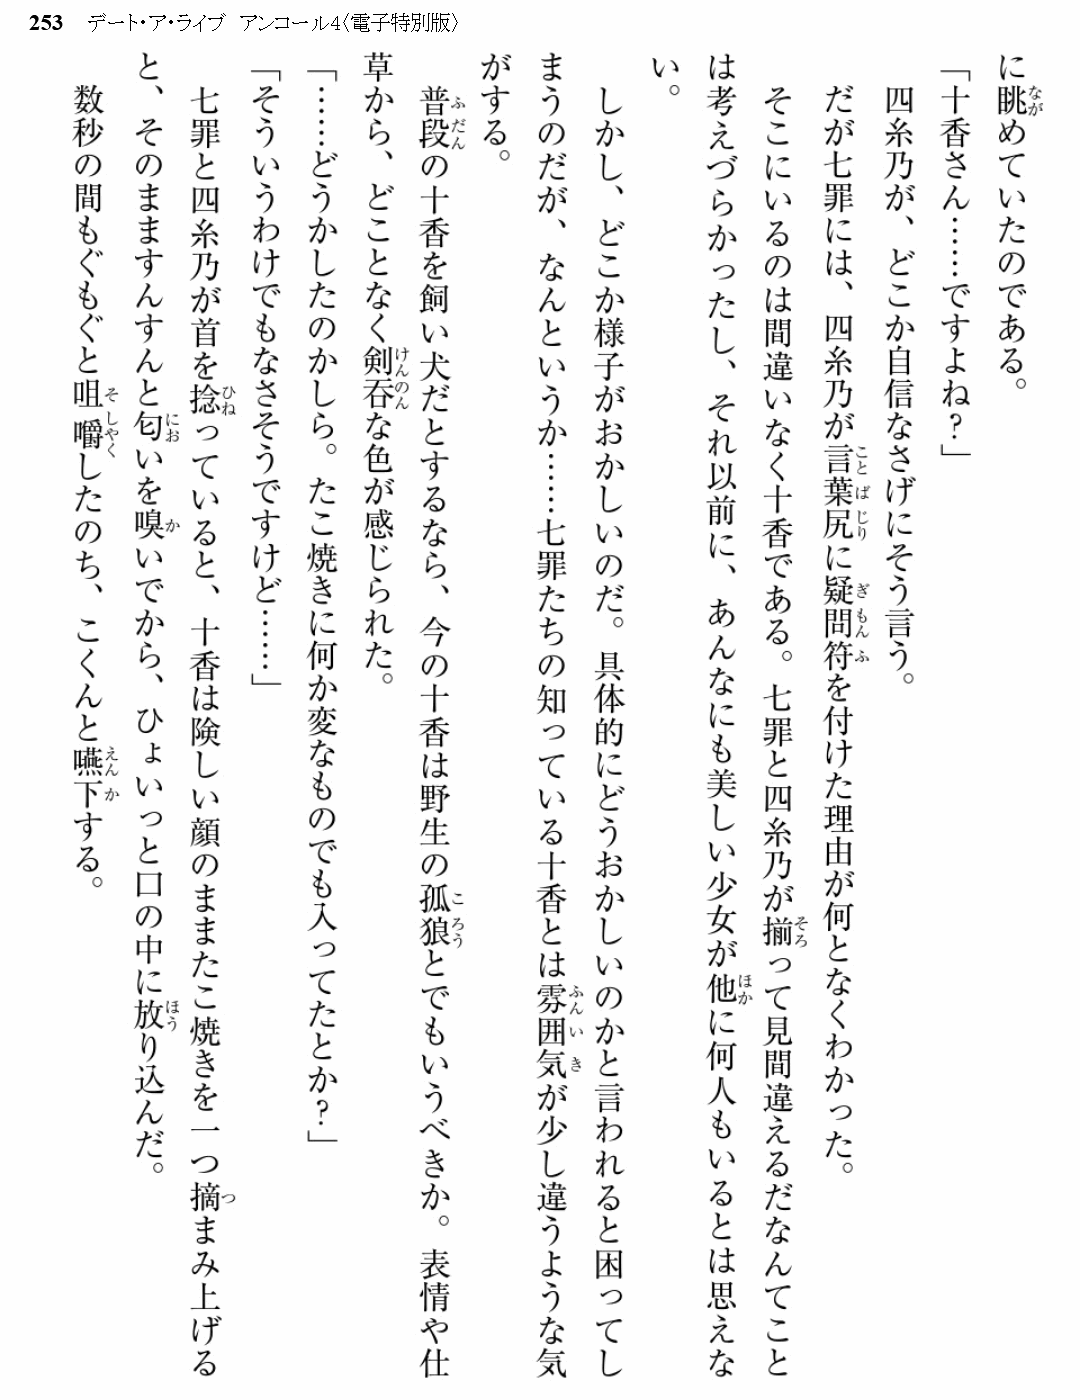 253　デート・ア・ライブ　アンコール4〈電子特別版〉
に眺めていたのである。
「十香さん……ですよね？」
　四糸乃が、どこか自信なさげにそう言う。
　だが七罪には、四糸乃が言葉尻に疑問符を付けた理由が何となくわかった。
　そこにいるのは間違いなく十香である。七罪と四糸乃が揃って見間違えるだなんてこと
は考えづらかったし、それ以前に、あんなにも美しい少女が他に何人もいるとは思えな
い。
　しかし、どこか様子がおかしいのだ。具体的にどうおかしいのかと言われると困ってし
まうのだが、なんというか……七罪たちの知っている十香とは雰囲気が少し違うような気
がする。
　普段の十香を飼い犬だとするなら、今の十香は野生の孤狼とでもいうべきか。表情や仕
草から、どことなく剣呑な色が感じられた。
「……どうかしたのかしら。たこ焼きに何か変なものでも入ってたとか？」
「そういうわけでもなさそうですけど……」
　七罪と四糸乃が首を捻っていると、十香は険しい顔のままたこ焼きを一つ摘まみ上げる
と、そのまますんすんと匂いを嗅いでから、ひょいっと口の中に放り込んだ。
　数秒の間もぐもぐと咀嚼したのち、こくんと嚥下する。